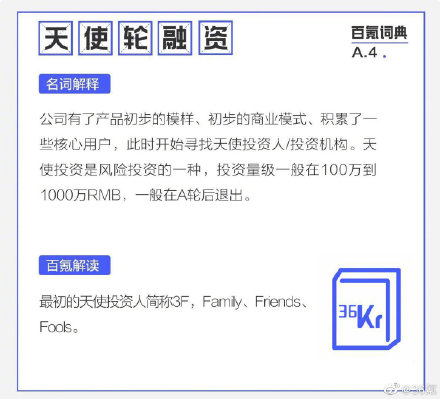 天使轮融资
百氪词典
A.4.
名词解释
公司有了产品初步的模样、初步的商业模式、积累了一
些核心用户，此时开始寻找天使投资人/投资机构。天
使投资是风险投资的一种，投资量级一般在100万到
1000万RMB，一般在A轮后退出。
百氪解读
最初的天使投资人简称3F，Family、Friends、
Fools。
36Kr
@36氪